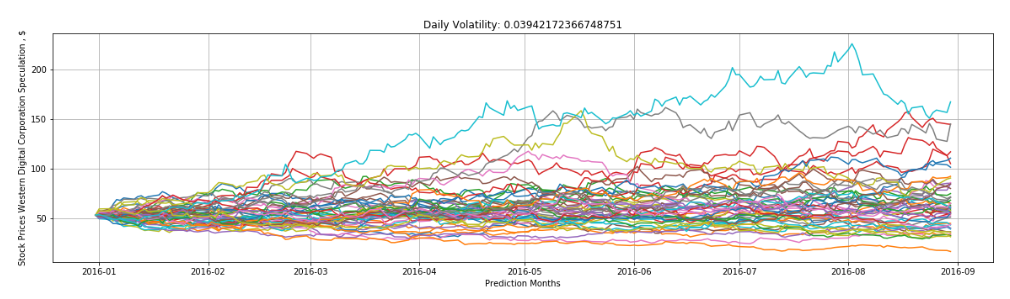 Daily Volatility: 0.03942172366748751
Stock Prices Western Digital Corporation Speculation , $
200
150
100
50
2016-01 2016-02 2016-03 2016-04 2016-05 2016-06 2016-07 2016-08 2016-09
Prediction Months